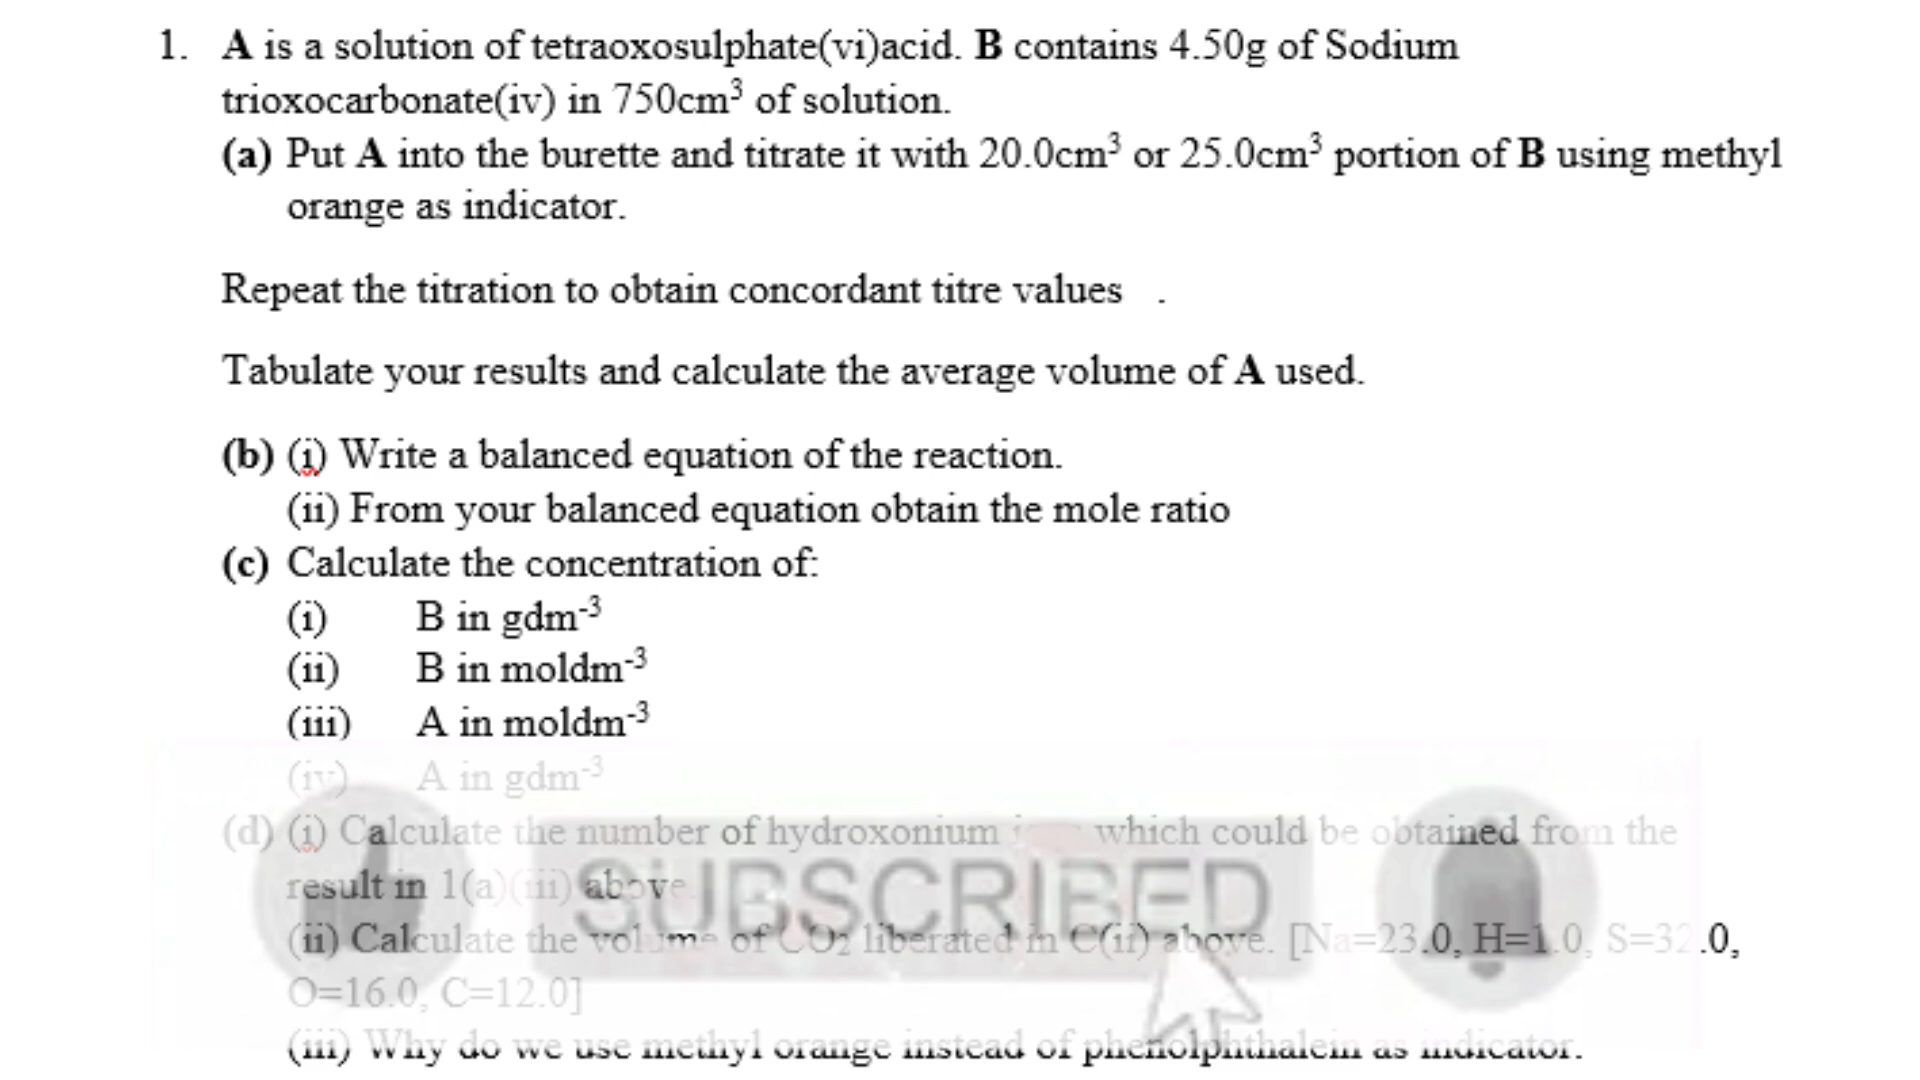 1. A is a solution of tetraoxosulphate(vi)acid. B contains 4.50g of Sodium
trioxocarbonate(iv) in 750cm³ of solution.
(a) Put A into the burette and titrate it with 20.0cm³ or 25.0cm³ portion of B using methyl
orange as indicator.
Repeat the titration to obtain concordant titre values .
Tabulate your results and calculate the average volume of A used.
(b) (i) Write a balanced equation of the reaction.
(ii) From your balanced equation obtain the mole ratio
(c) Calculate the concentration of:
(i) B in gdm⁻³
(ii) B in moldm⁻³
(iii) A in moldm⁻³
(iv) A in gdm⁻³
(d) (i) Calculate the number of hydroxonium which could be obtained from the
result in 1(a)(iii) above
SUBSCRIBED
(ii) Calculate the volume of CO₂ liberated in C(ii) above. [Na=23.0, H=1.0, S=32.0,
O=16.0, C=12.0]
(iii) Why do we use methyl orange instead of phenolphthalein as indicator.